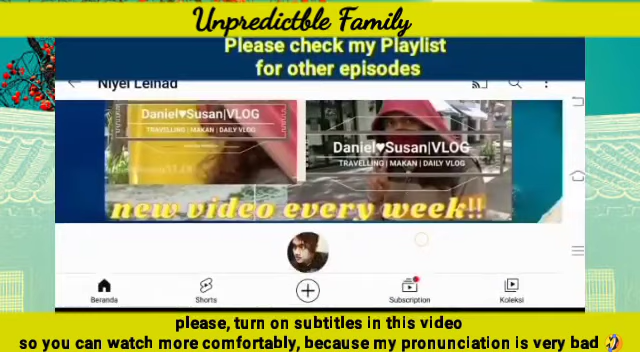 Unpredictble Family
Please check my Playlist
for other episodes
Niyel Leihad
Daniel♥Susan|VLOG
TRAVELLING | MAKAN | DAILY VLOG
Daniel♥Susan|VLOG
TRAVELLING | MAKAN | DAILY VLOG
new video every week!!
Beranda
Shorts
Subscription
Koleksi
please, turn on subtitles in this video
so you can watch more comfortably, because my pronunciation is very bad 🤣